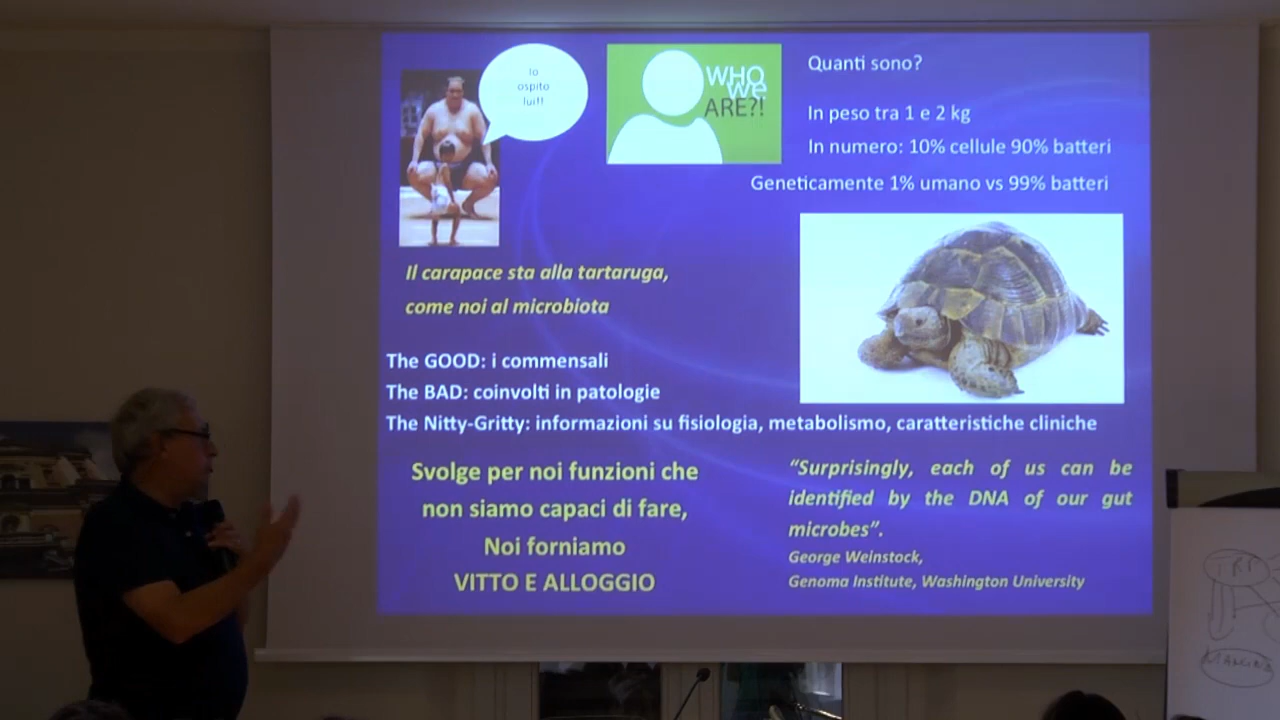 Io
ospito
lui!!
WHO
we
ARE?!
Quanti sono?
In peso tra 1 e 2 kg
In numero: 10% cellule 90% batteri
Geneticamente 1% umano vs 99% batteri
Il carapace sta alla tartaruga,
come noi al microbiota
The GOOD: i commensali
The BAD: coinvolti in patologie
The Nitty-Gritty: informazioni su fisiologia, metabolismo, caratteristiche cliniche
Svolge per noi funzioni che
non siamo capaci di fare,
Noi forniamo
VITTO E ALLOGGIO
“Surprisingly, each of us can be
identified by the DNA of our gut
microbes”.
George Weinstock,
Genoma Institute, Washington University